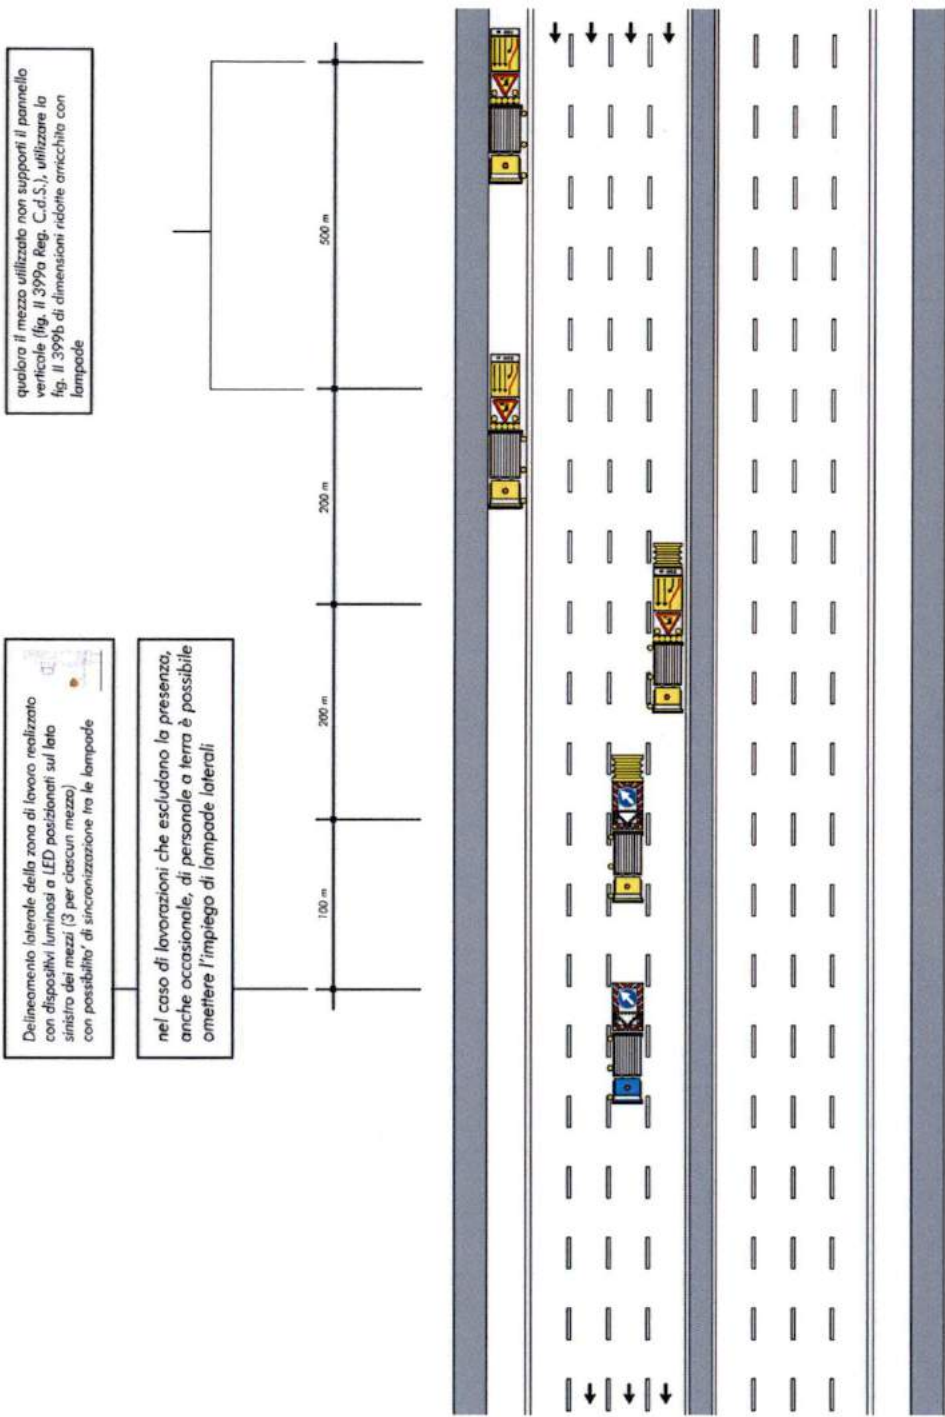 qualora il mezzo utilizzato non supporti il pannello
verticale (fig. II 399a Reg. C.d.S.), utilizzare la
fig. II 399b di dimensioni ridotte arricchita con
lampade
500 m
200 m
200 m
100 m
Delineamento laterale della zona di lavoro realizzato
con dispositivi luminosi a LED posizionati sul lato
sinistro dei mezzi (3 per ciascun mezzo)
con possibilita' di sincronizzazione tra le lampade
nel caso di lavorazioni che escludano la presenza,
anche occasionale, di personale a terra è possibile
omettere l'impiego di lampade laterali